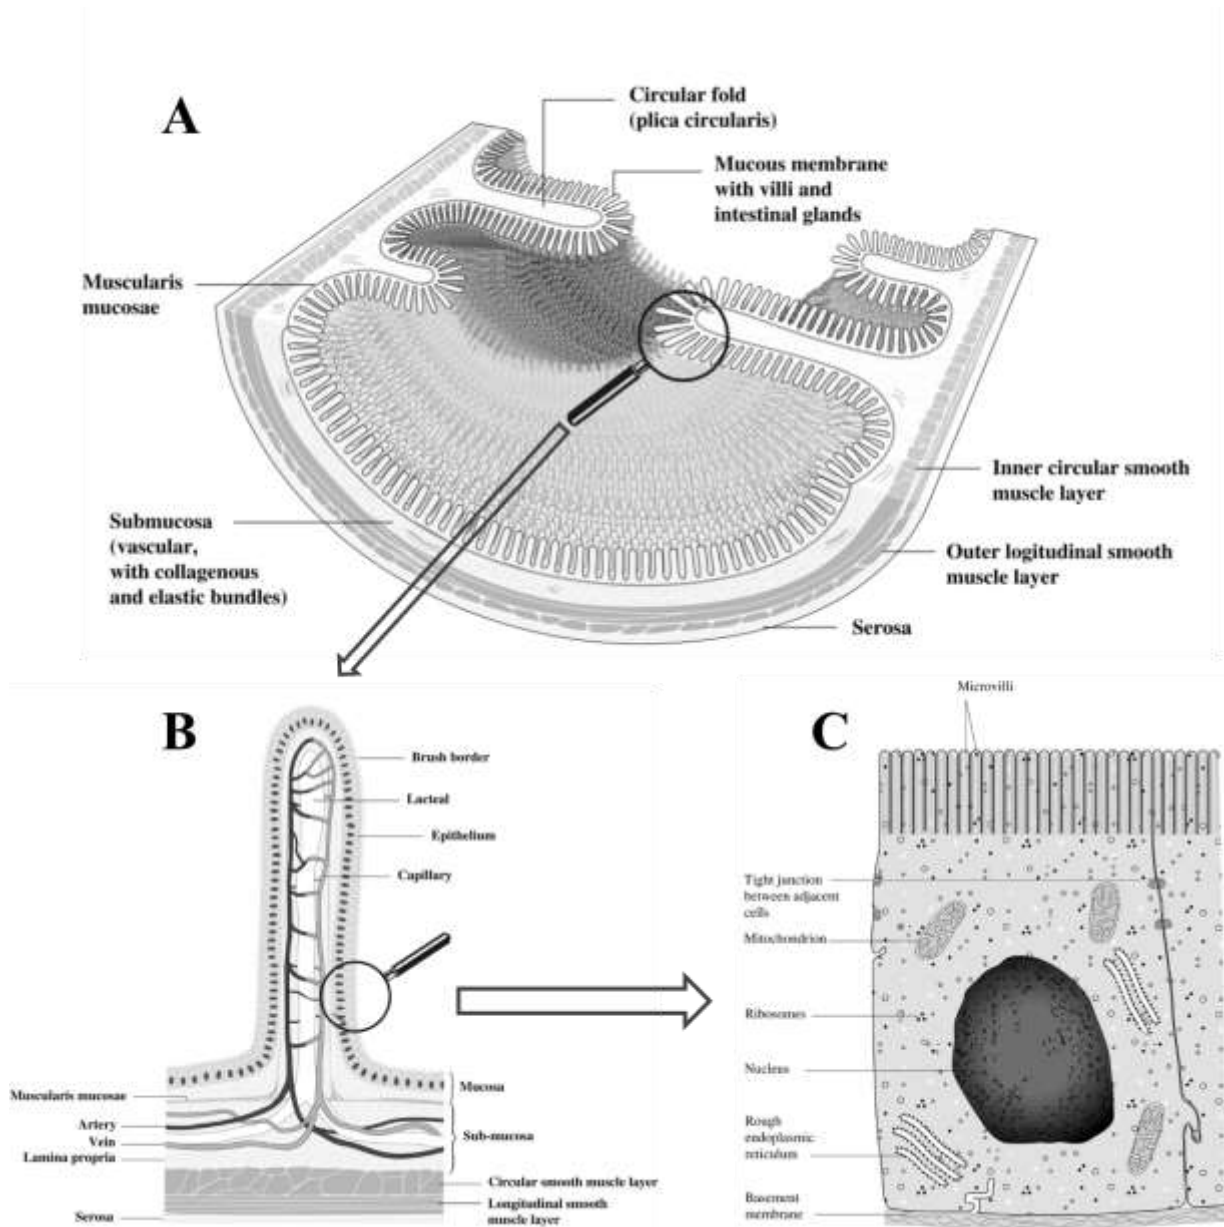 A
Circular fold
(plica circularis)
Mucous membrane
with villi and
intestinal glands
Muscularis
mucosae
Inner circular smooth
muscle layer
Submucosa
(vascular,
with collagenous
and elastic bundles)
Outer logitudinal smooth
muscle layer
Serosa
B
Brush border
Lacteal
Epithelium
Capillary
Mucosa
Muscularis mucosae
Artery
Vein
Sub-mucosa
Lamina propria
Circular smooth muscle layer
Longitudinal smooth
muscle layer
Serosa
C
Microvilli
Tight junction
between adjacent
cells
Mitochondrion
Ribosomes
Nucleus
Rough
endoplasmic
reticulum
Basement
membrane